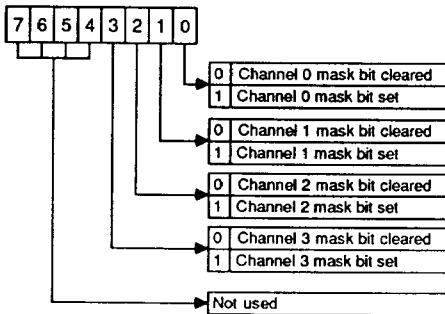 7 6 5 4 3 2 1 0
0 Channel 0 mask bit cleared
1 Channel 0 mask bit set
0 Channel 1 mask bit cleared
1 Channel 1 mask bit set
0 Channel 2 mask bit cleared
1 Channel 2 mask bit set
0 Channel 3 mask bit cleared
1 Channel 3 mask bit set
Not used